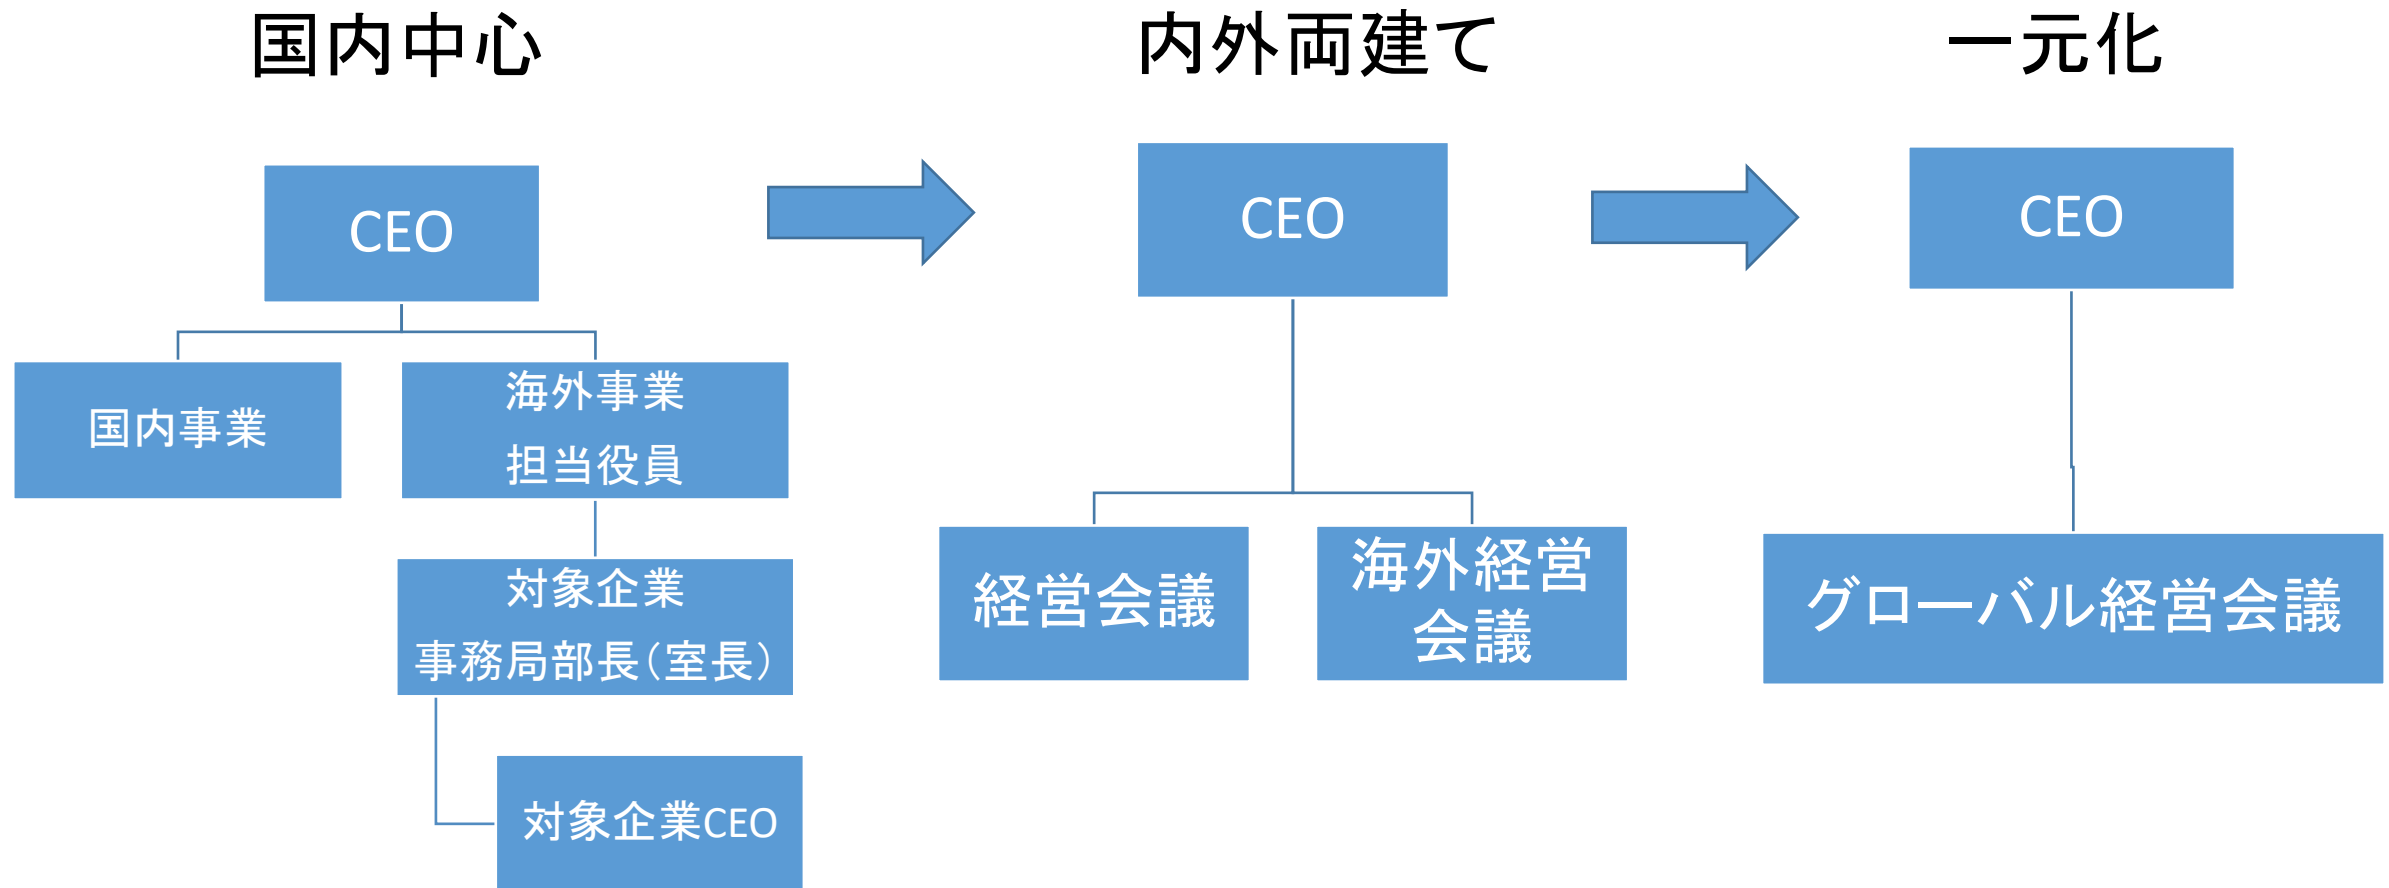 国内中心
内外両建て
一元化
CEO
国内事業
海外事業
担当役員
対象企業
事務局部長（室長）
対象企業CEO
CEO
経営会議
海外経営
会議
CEO
グローバル経営会議